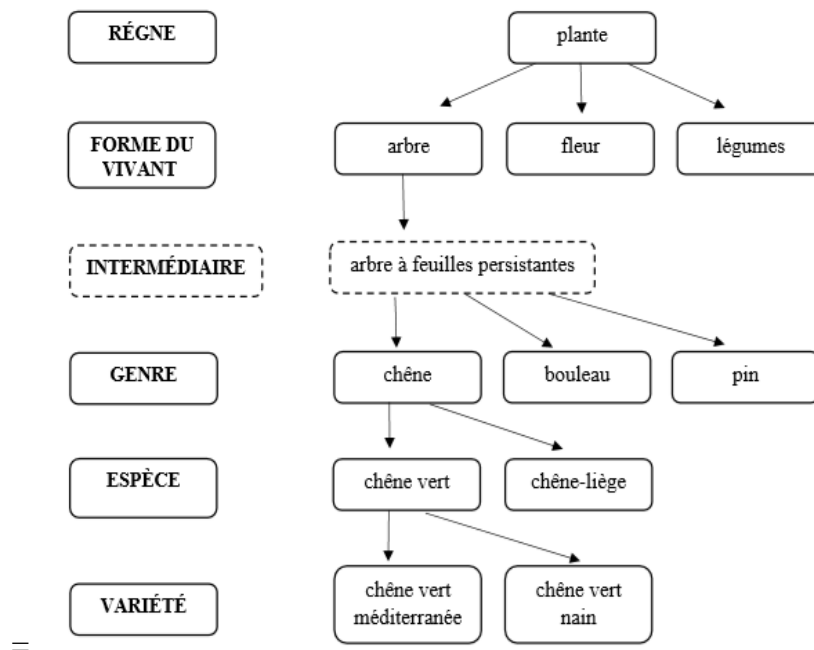 RÉGNE
plante
FORME DU
VIVANT
arbre
fleur
légumes
INTERMÉDIAIRE
arbre à feuilles persistantes
GENRE
chêne
bouleau
pin
ESPÈCE
chêne vert
chêne-liège
VARIÉTÉ
chêne vert
méditerranée
chêne vert
nain